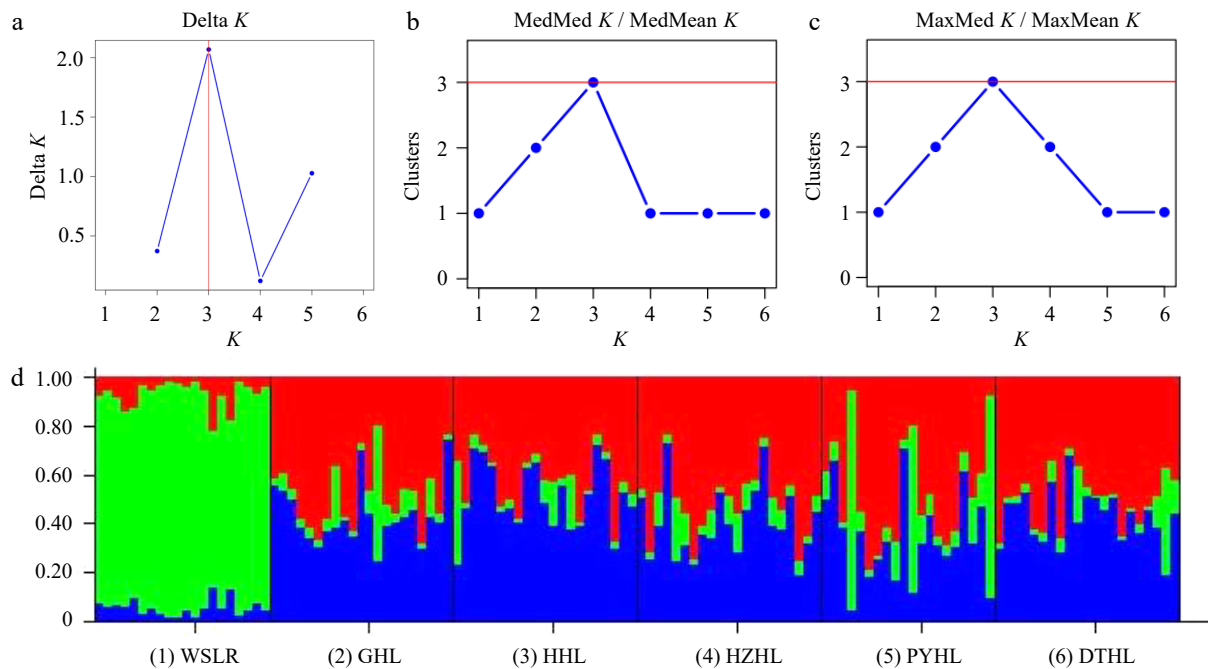 a
Delta K
2.0
1.5
1.0
0.5
Delta K
1 2 3 4 5 6
K
b
MedMed K / MedMean K
3
2
1
0
Clusters
1 2 3 4 5 6
K
c
MaxMed K / MaxMean K
3
2
1
0
Clusters
1 2 3 4 5 6
K
d
1.00
0.80
0.60
0.40
0.20
0
(1) WSLR (2) GHL (3) HHL (4) HZHL (5) PYHL (6) DTHL